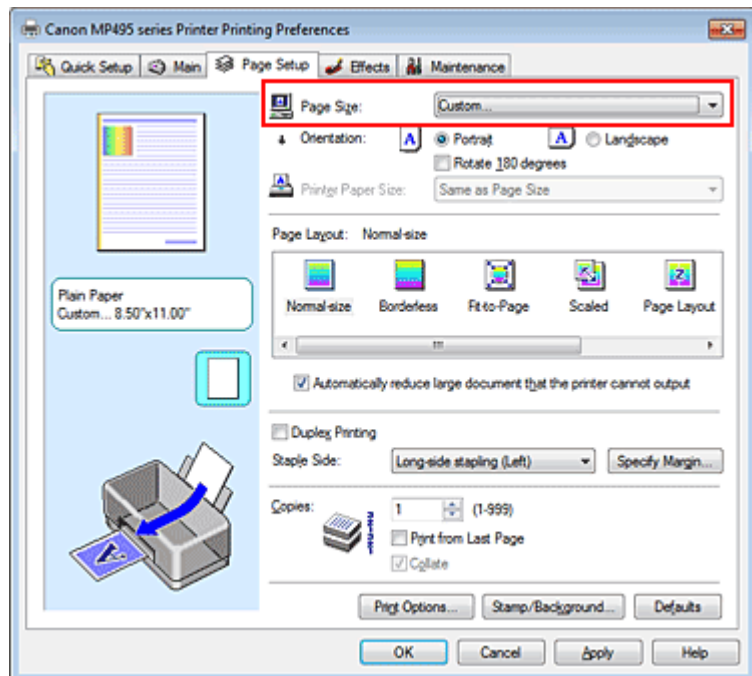 Canon MP495 series Printer Printing Preferences
Quick Setup Main Page Setup Effects Maintenance
Page Size: Custom...
Orientation: A Portrait A Landscape
Rotate 180 degrees
Printer Paper Size: Same as Page Size
Page Layout: Normal-size
Normal-size Borderless Fit-to-Page Scaled Page Layout
Plain Paper
Custom... 8.50"x11.00"
Automatically reduce large document that the printer cannot output
Duplex Printing
Staple Side: Long-side stapling (Left) Specify Margin...
Copies: 1 (1-999)
Print from Last Page
Collate
Print Options... Stamp/Background... Defaults
OK Cancel Apply Help